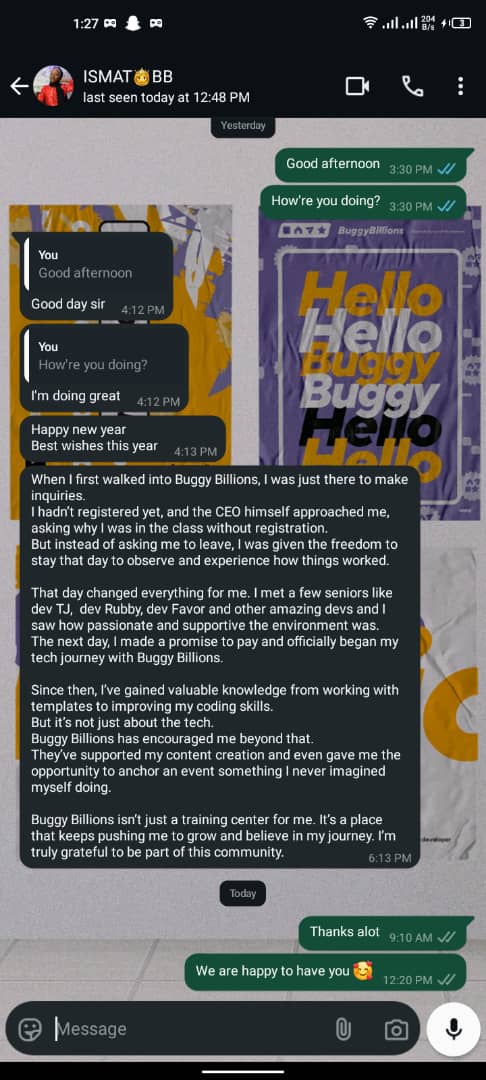 1:27
204
B/s
3
ISMAT👸BB
last seen today at 12:48 PM
Yesterday
Good afternoon 3:30 PM
How're you doing? 3:30 PM
BuggyBillions
Hello
Hello
Buggy
Buggy
Hello
Hello
You
Good afternoon
Good day sir 4:12 PM
You
How're you doing?
I'm doing great 4:12 PM
Happy new year
Best wishes this year 4:13 PM
When I first walked into Buggy Billions, I was just there to make
inquiries.
I hadn't registered yet, and the CEO himself approached me,
asking why I was in the class without registration.
But instead of asking me to leave, I was given the freedom to
stay that day to observe and experience how things worked.
That day changed everything for me. I met a few seniors like
dev TJ,  dev Rubby, dev Favor and other amazing devs and I
saw how passionate and supportive the environment was.
The next day, I made a promise to pay and officially began my
tech journey with Buggy Billions.
Since then, I've gained valuable knowledge from working with
templates to improving my coding skills.
But it's not just about the tech.
Buggy Billions has encouraged me beyond that.
They've supported my content creation and even gave me the
opportunity to anchor an event something I never imagined
myself doing.
Buggy Billions isn't just a training center for me. It's a place
that keeps pushing me to grow and believe in my journey. I'm
truly grateful to be part of this community. 6:13 PM
developer
Today
Thanks alot 9:10 AM
We are happy to have you 🥰 12:20 PM
Message